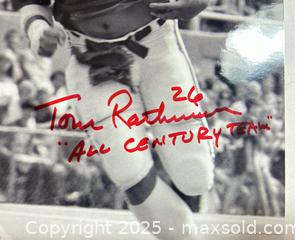 26
Tom Rathman
"ALL CENTURY TEAM"
© Copyright 2025 - maxsold.com